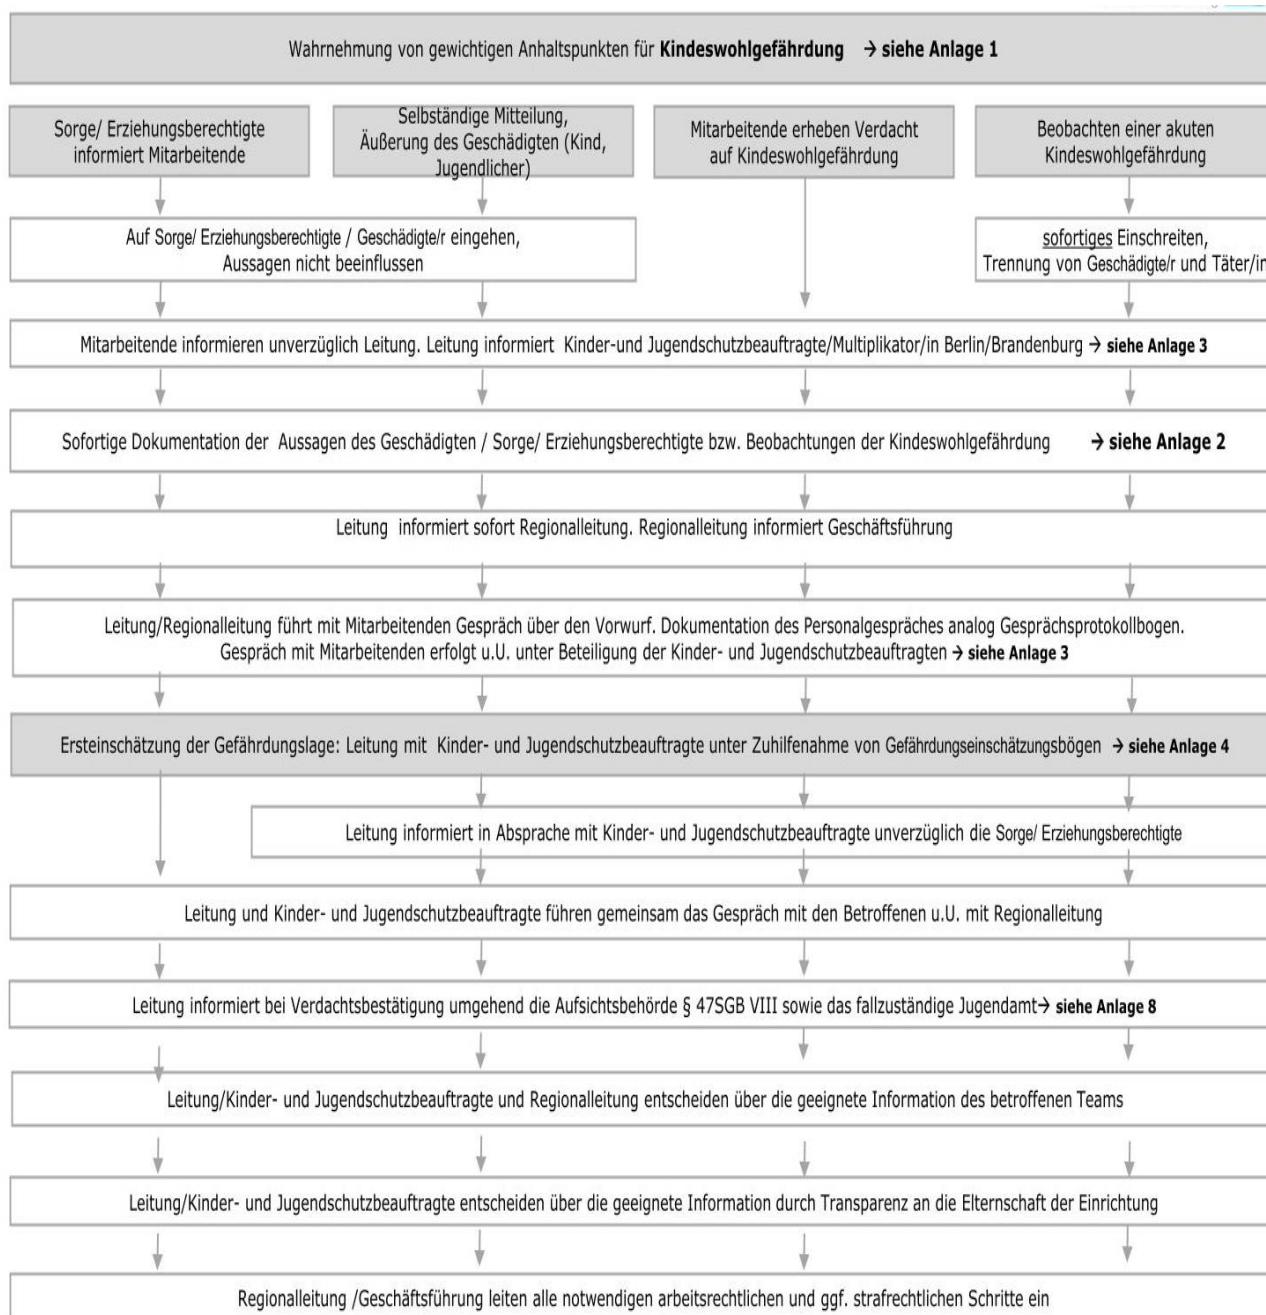 Wahrnehmung von gewichtigen Anhaltspunkten für Kindeswohlgefährdung → siehe Anlage 1
Sorge/ Erziehungsberechtigte
informiert Mitarbeitende
Selbständige Mitteilung,
Äußerung des Geschädigten (Kind,
Jugendlicher)
Mitarbeitende erheben Verdacht
auf Kindeswohlgefährdung
Beobachten einer akuten
Kindeswohlgefährdung
Auf Sorge/ Erziehungsberechtigte / Geschädigte/r eingehen,
Aussagen nicht beeinflussen
sofortiges Einschreiten,
Trennung von Geschädigte/r und Täter/in
Mitarbeitende informieren unverzüglich Leitung. Leitung informiert Kinder-und Jugendschutzbeauftragte/Multiplikator/in Berlin/Brandenburg → siehe Anlage 3
Sofortige Dokumentation der Aussagen des Geschädigten / Sorge/ Erziehungsberechtigte bzw. Beobachtungen der Kindeswohlgefährdung → siehe Anlage 2
Leitung informiert sofort Regionalleitung. Regionalleitung informiert Geschäftsführung
Leitung/Regionalleitung führt mit Mitarbeitenden Gespräch über den Vorwurf. Dokumentation des Personalgespräches analog Gesprächsprotokollbogen.
Gespräch mit Mitarbeitenden erfolgt u.U. unter Beteiligung der Kinder- und Jugendschutzbeauftragten → siehe Anlage 3
Ersteinschätzung der Gefährdungslage: Leitung mit Kinder- und Jugendschutzbeauftragte unter Zuhilfenahme von Gefährdungseinschätzungsbögen → siehe Anlage 4
Leitung informiert in Absprache mit Kinder- und Jugendschutzbeauftragte unverzüglich die Sorge/ Erziehungsberechtigte
Leitung und Kinder- und Jugendschutzbeauftragte führen gemeinsam das Gespräch mit den Betroffenen u.U. mit Regionalleitung
Leitung informiert bei Verdachtsbestätigung umgehend die Aufsichtsbehörde § 47SGB VIII sowie das fallzuständige Jugendamt→ siehe Anlage 8
Leitung/Kinder- und Jugendschutzbeauftragte und Regionalleitung entscheiden über die geeignete Information des betroffenen Teams
Leitung/Kinder- und Jugendschutzbeauftragte entscheiden über die geeignete Information durch Transparenz an die Elternschaft der Einrichtung
Regionalleitung /Geschäftsführung leiten alle notwendigen arbeitsrechtlichen und ggf. strafrechtlichen Schritte ein